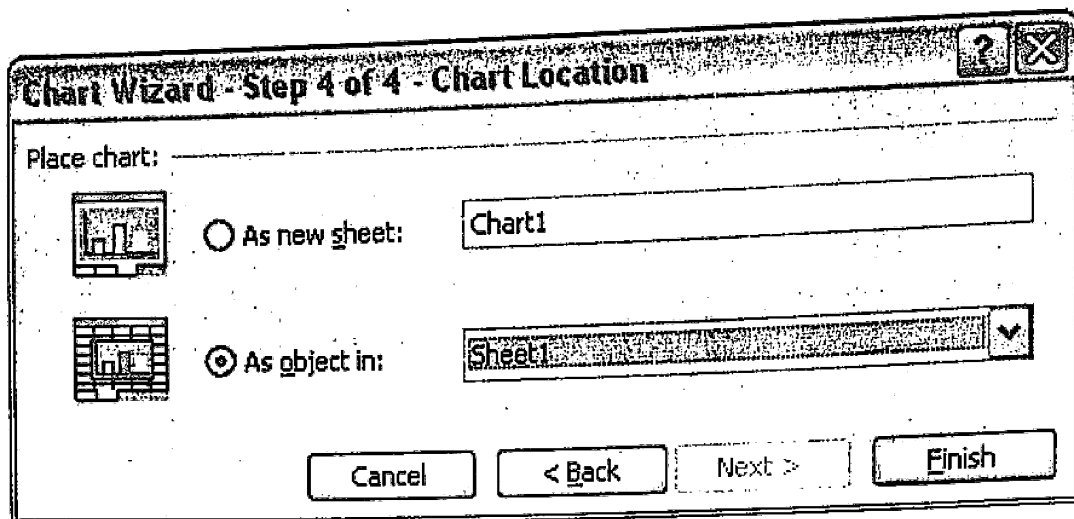 Chart Wizard - Step 4 of 4 - Chart Location
Place chart:
As new sheet: Chart1
As object in: Sheet1
Cancel < Back Next > Finish